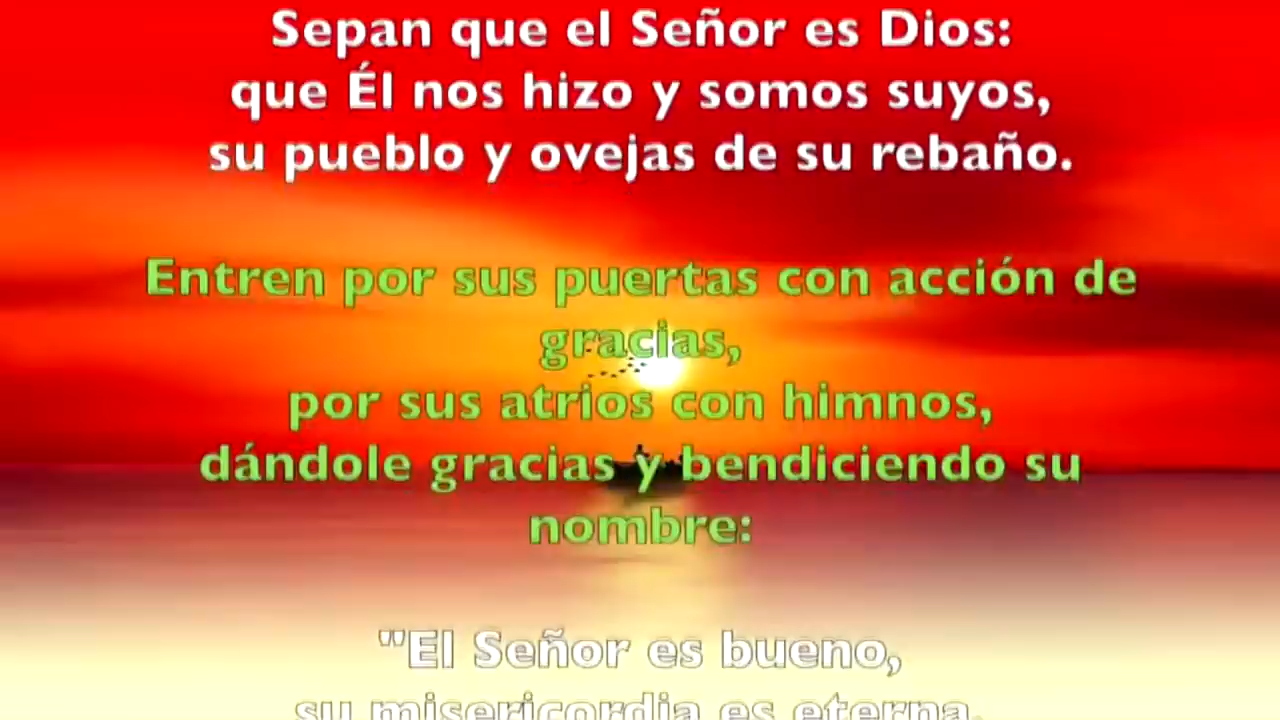 Sepan que el Señor es Dios:
que Él nos hizo y somos suyos,
su pueblo y ovejas de su rebaño.
Entren por sus puertas con acción de
gracias,
por sus atrios con himnos,
dándole gracias y bendiciendo su
nombre:
"El Señor es bueno,
su misericordia es eterna,